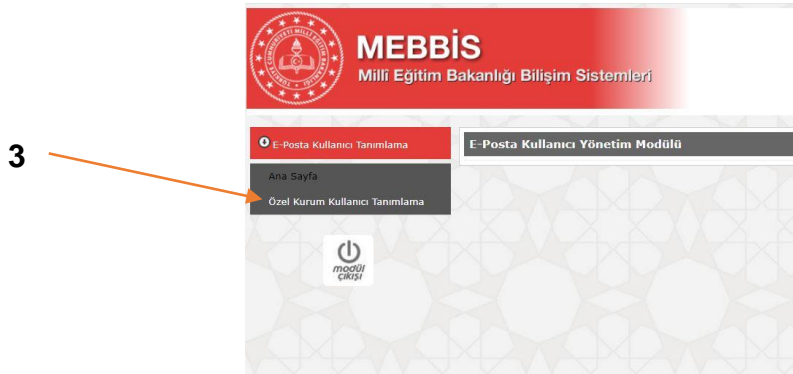 MEBBİS
Millî Eğitim Bakanlığı Bilişim Sistemleri
3
E-Posta Kullanıcı Tanımlama
E-Posta Kullanıcı Yönetim Modülü
Ana Sayfa
Özel Kurum Kullanıcı Tanımlama
modül
çıkışı